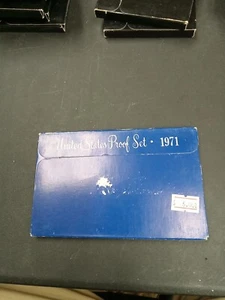 United States Proof Set · 1971